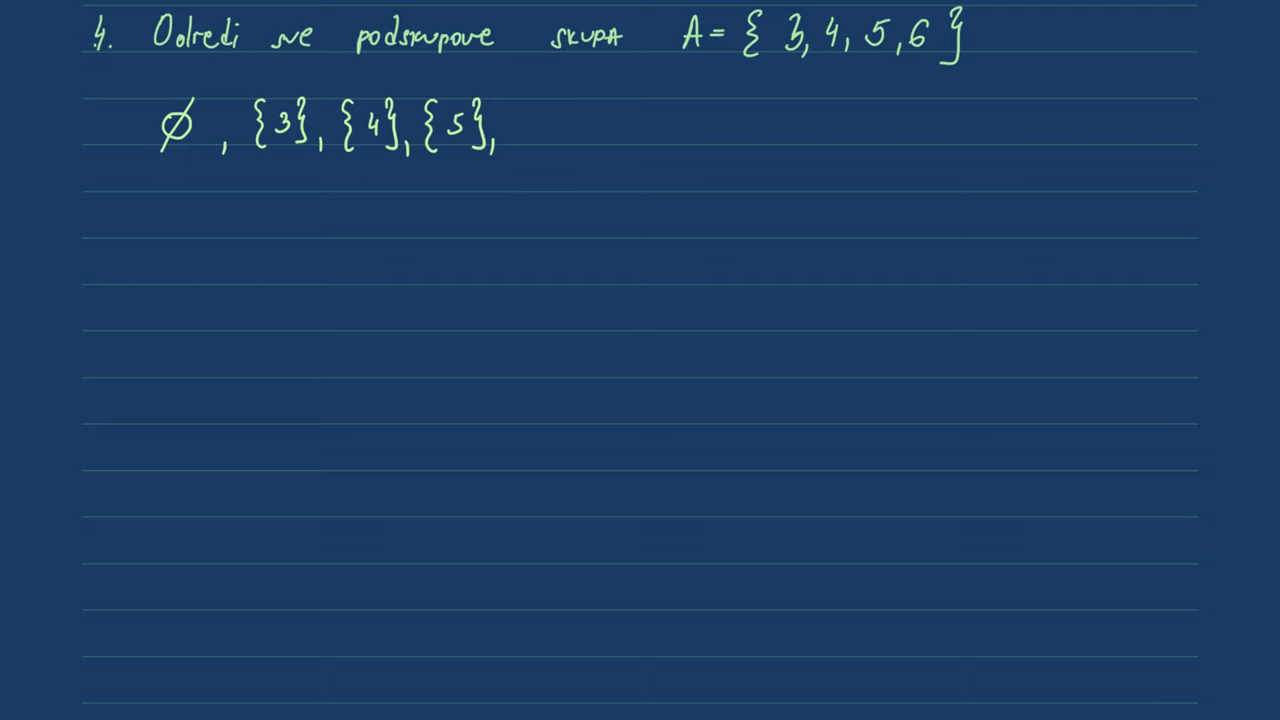 4. Odredi sve podskupove skupa A = { 3, 4, 5, 6 }
∅ , {3}, {4}, {5},